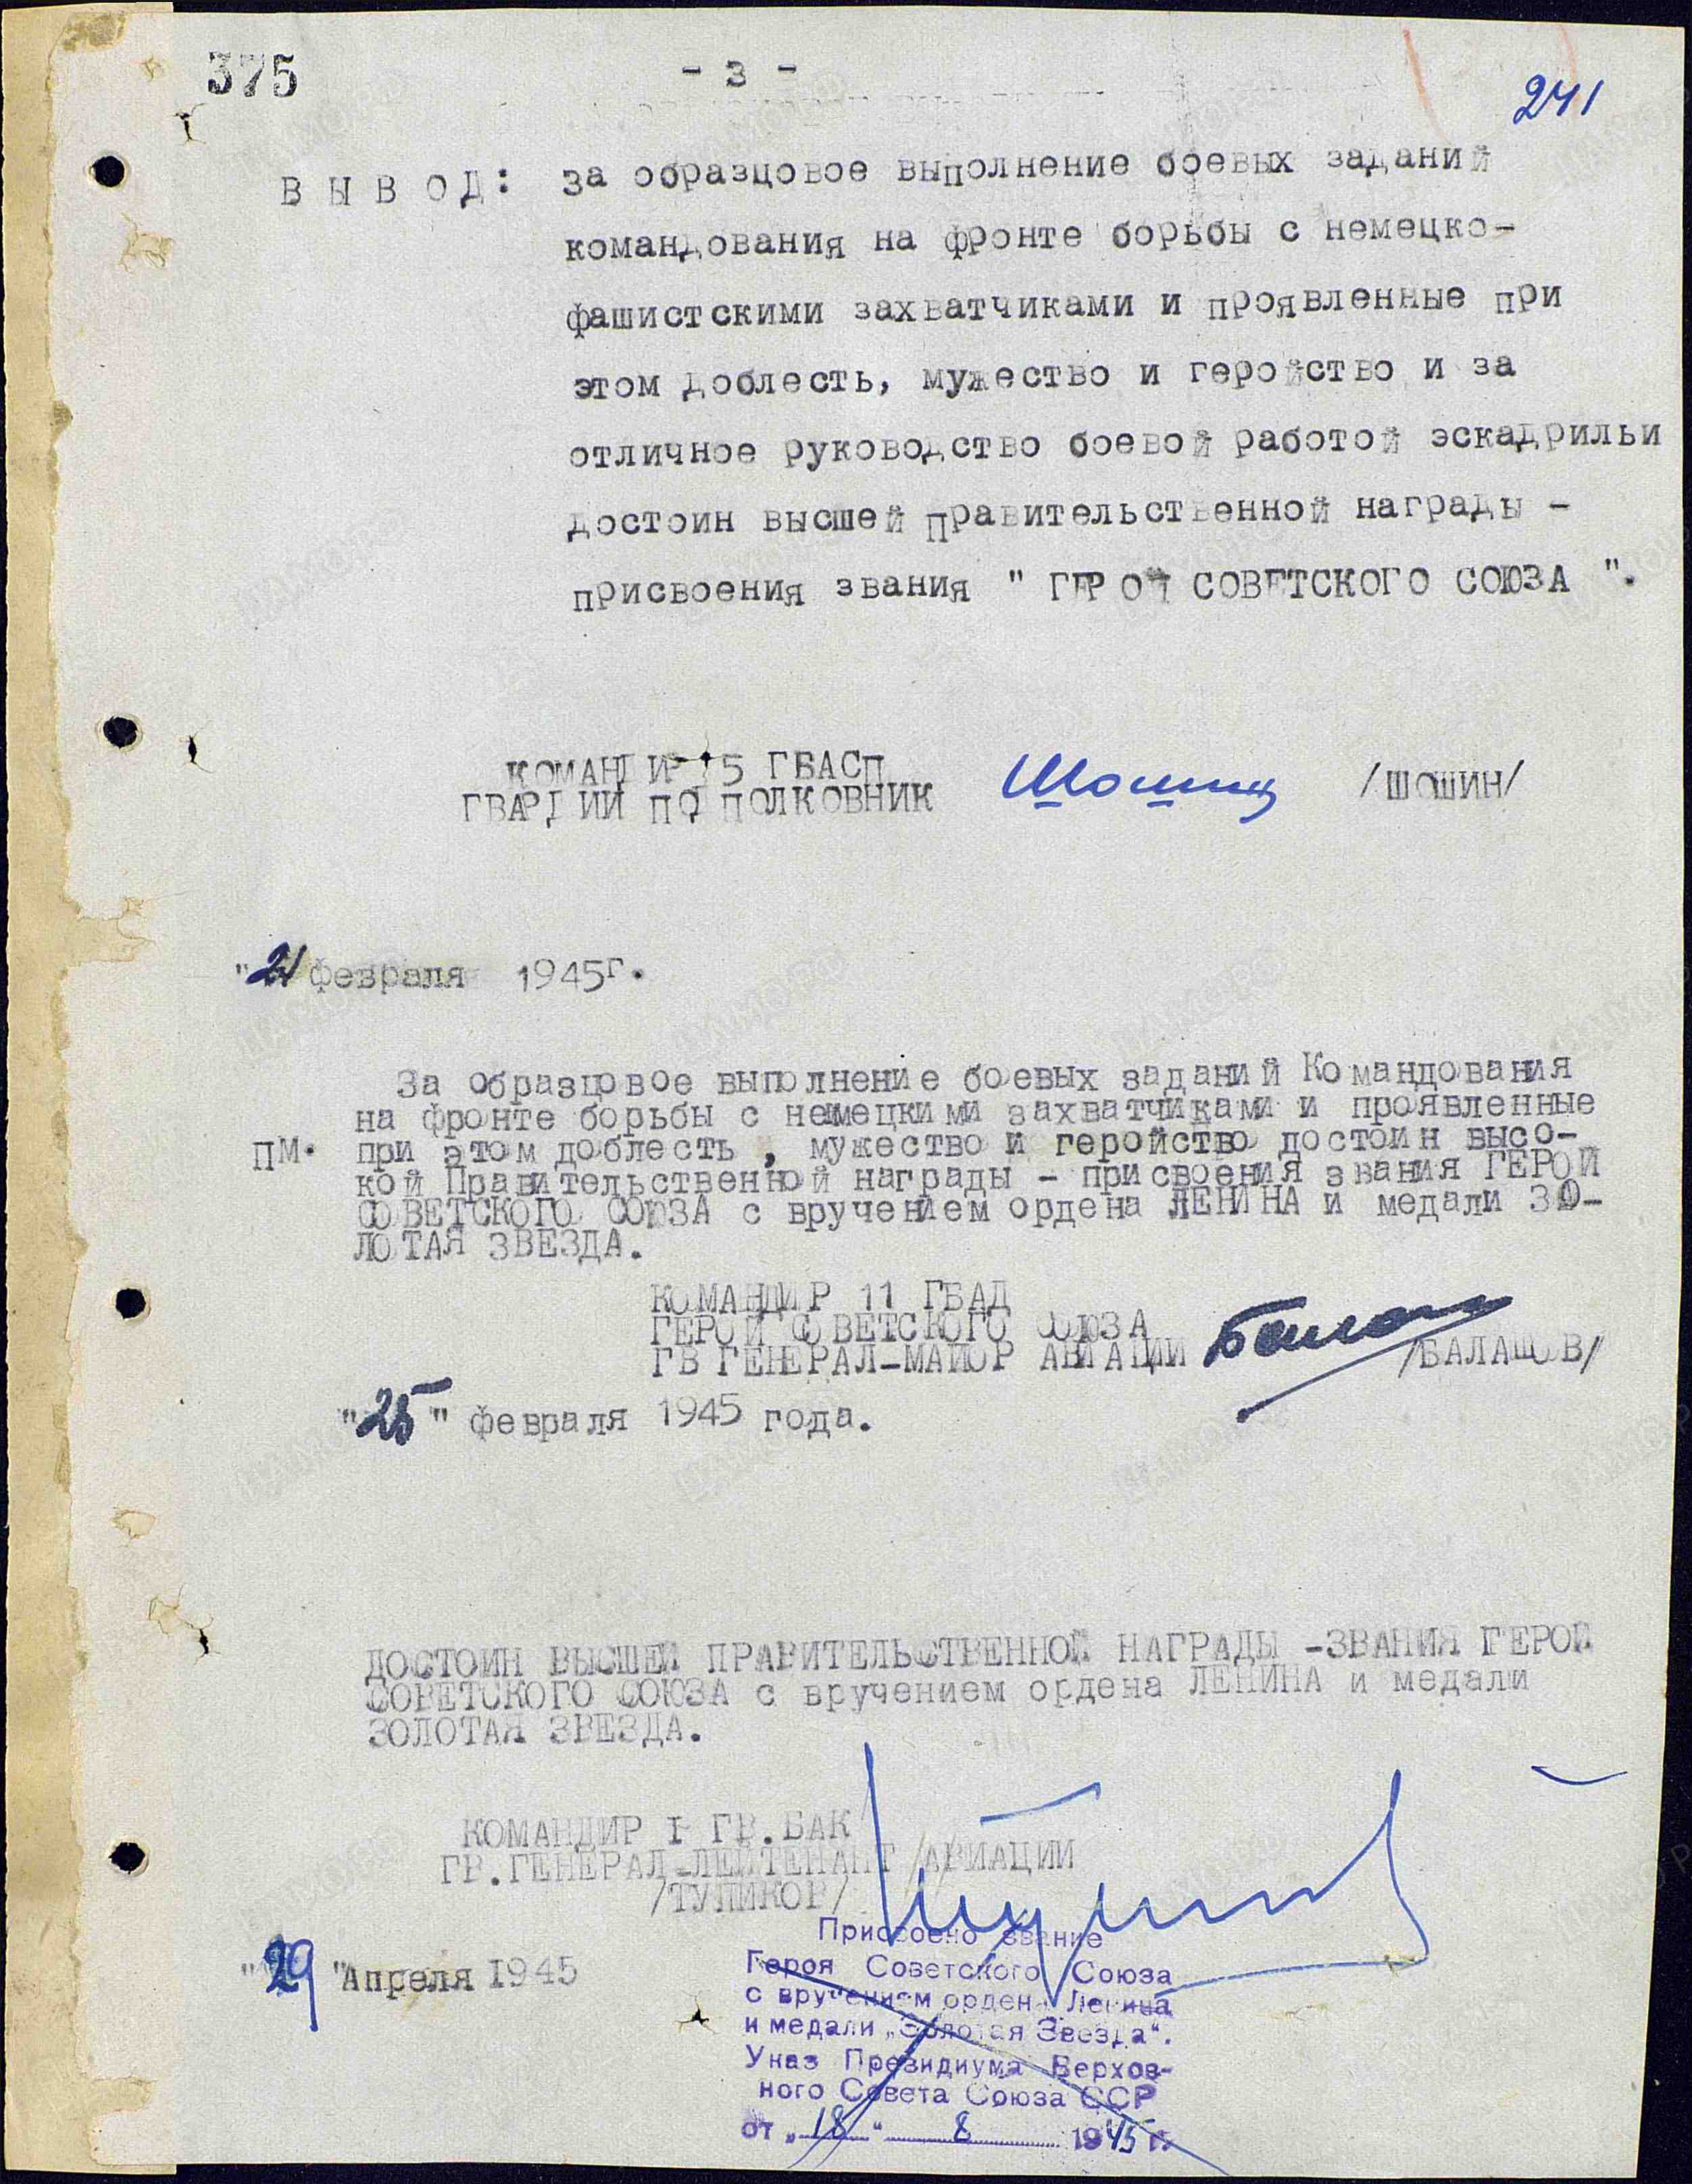 375
- 3 -
241
В Ы В О Д: За образцовое выполнение боевых заданий
командования на фронте борьбы с немецко-
фашистскими захватчиками и проявленные при
этом доблесть, мужество и геройство и за
отличное руководство боевой работой эскадрильи
достоин высшей правительственной награды -
присвоения звания " ГЕРОЙ СОВЕТСКОГО СОЮЗА ".
КОМАНДИР 15 ГБАСП
ГВАРДИИ ПОДПОЛКОВНИК /ШОШИН/
"21 февраля 1945г.
За образцовое выполнение боевых заданий Командования
на фронте борьбы с немецкими захватчиками и проявленные
ПМ. при этом доблесть, мужество и геройство достоин высо-
кой Правительственной награды - присвоения звания ГЕРОЙ
СОВЕТСКОГО СОЮЗА с вручением ордена ЛЕНИНА и медали ЗО-
ЛОТАЯ ЗВЕЗДА.
КОМАНДИР 11 ГБАД
ГЕРОЙ СОВЕТСКОГО СОЮЗА
ГВ ГЕНЕРАЛ-МАЙОР АВИАЦИИ /БАЛАШОВ/
"25" февраля 1945 года.
ДОСТОИН ВЫСШЕЙ ПРАВИТЕЛЬСТВЕННОЙ НАГРАДЫ -ЗВАНИЯ ГЕРОЙ
СОВЕТСКОГО СОЮЗА с вручением ордена ЛЕНИНА и медали
ЗОЛОТАЯ ЗВЕЗДА.
КОМАНДИР I ГВ.БАК
ГВ.ГЕНЕРАЛ-ЛЕЙТЕНАНТ АВИАЦИИ
/ТУПИКОВ/
"29 "Апреля 1945
Присвоено звание
Героя Советского Союза
с вручением ордена Ленина
и медали „Золотая Звезда".
Указ Президиума Верхов-
ного Совета Союза ССР
от „18" 8 1945 г.